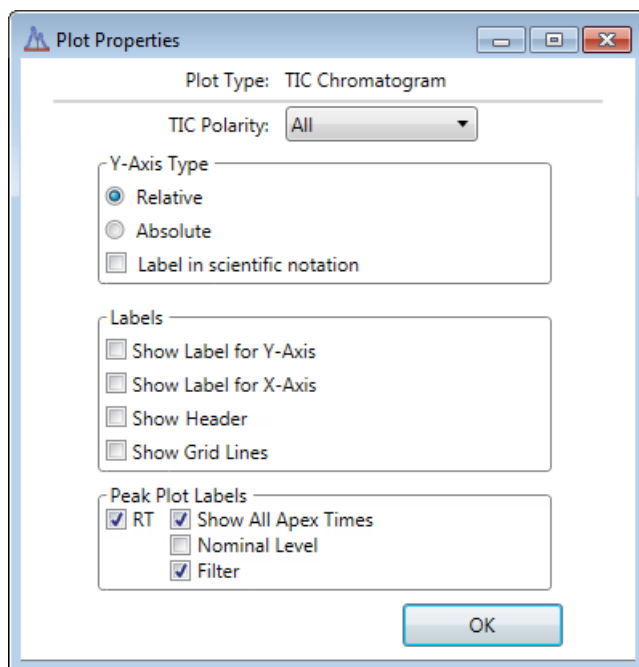 Plot Properties
Plot Type: TIC Chromatogram
TIC Polarity: All
Y-Axis Type
Relative
Absolute
Label in scientific notation
Labels
Show Label for Y-Axis
Show Label for X-Axis
Show Header
Show Grid Lines
Peak Plot Labels
RT Show All Apex Times
Nominal Level
Filter
OK